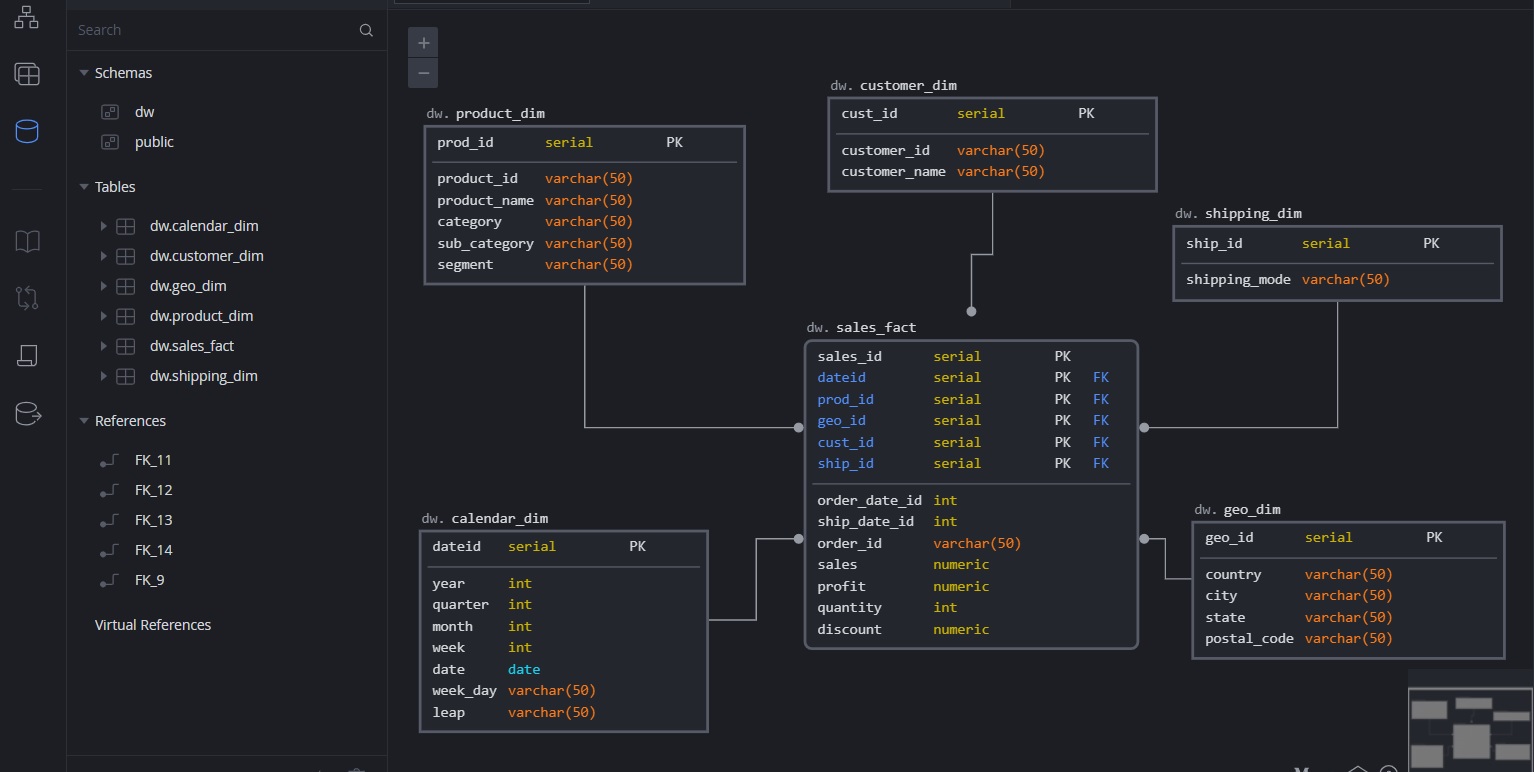 Search
Schemas
dw
public
Tables
dw.calendar_dim
dw.customer_dim
dw.geo_dim
dw.product_dim
dw.sales_fact
dw.shipping_dim
References
FK_11
FK_12
FK_13
FK_14
FK_9
Virtual References
+
−
dw. product_dim
prod_id serial PK
product_id varchar(50)
product_name varchar(50)
category varchar(50)
sub_category varchar(50)
segment varchar(50)
dw. customer_dim
cust_id serial PK
customer_id varchar(50)
customer_name varchar(50)
dw. shipping_dim
ship_id serial PK
shipping_mode varchar(50)
dw. sales_fact
sales_id serial PK
dateid serial PK FK
prod_id serial PK FK
geo_id serial PK FK
cust_id serial PK FK
ship_id serial PK FK
order_date_id int
ship_date_id int
order_id varchar(50)
sales numeric
profit numeric
quantity int
discount numeric
dw. calendar_dim
dateid serial PK
year int
quarter int
month int
week int
date date
week_day varchar(50)
leap varchar(50)
dw. geo_dim
geo_id serial PK
country varchar(50)
city varchar(50)
state varchar(50)
postal_code varchar(50)